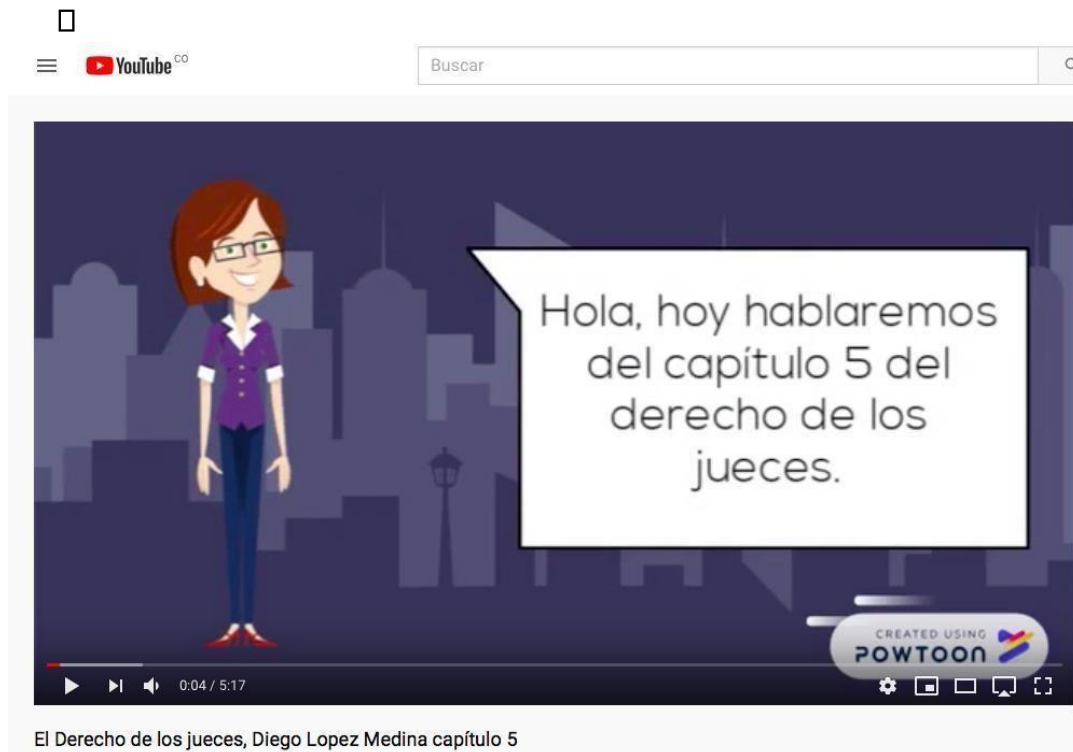 YouTube CO
Buscar
Hola, hoy hablaremos
del capítulo 5 del
derecho de los
jueces.
CREATED USING
POWTOON
0:04 / 5:17
El Derecho de los jueces, Diego Lopez Medina capítulo 5